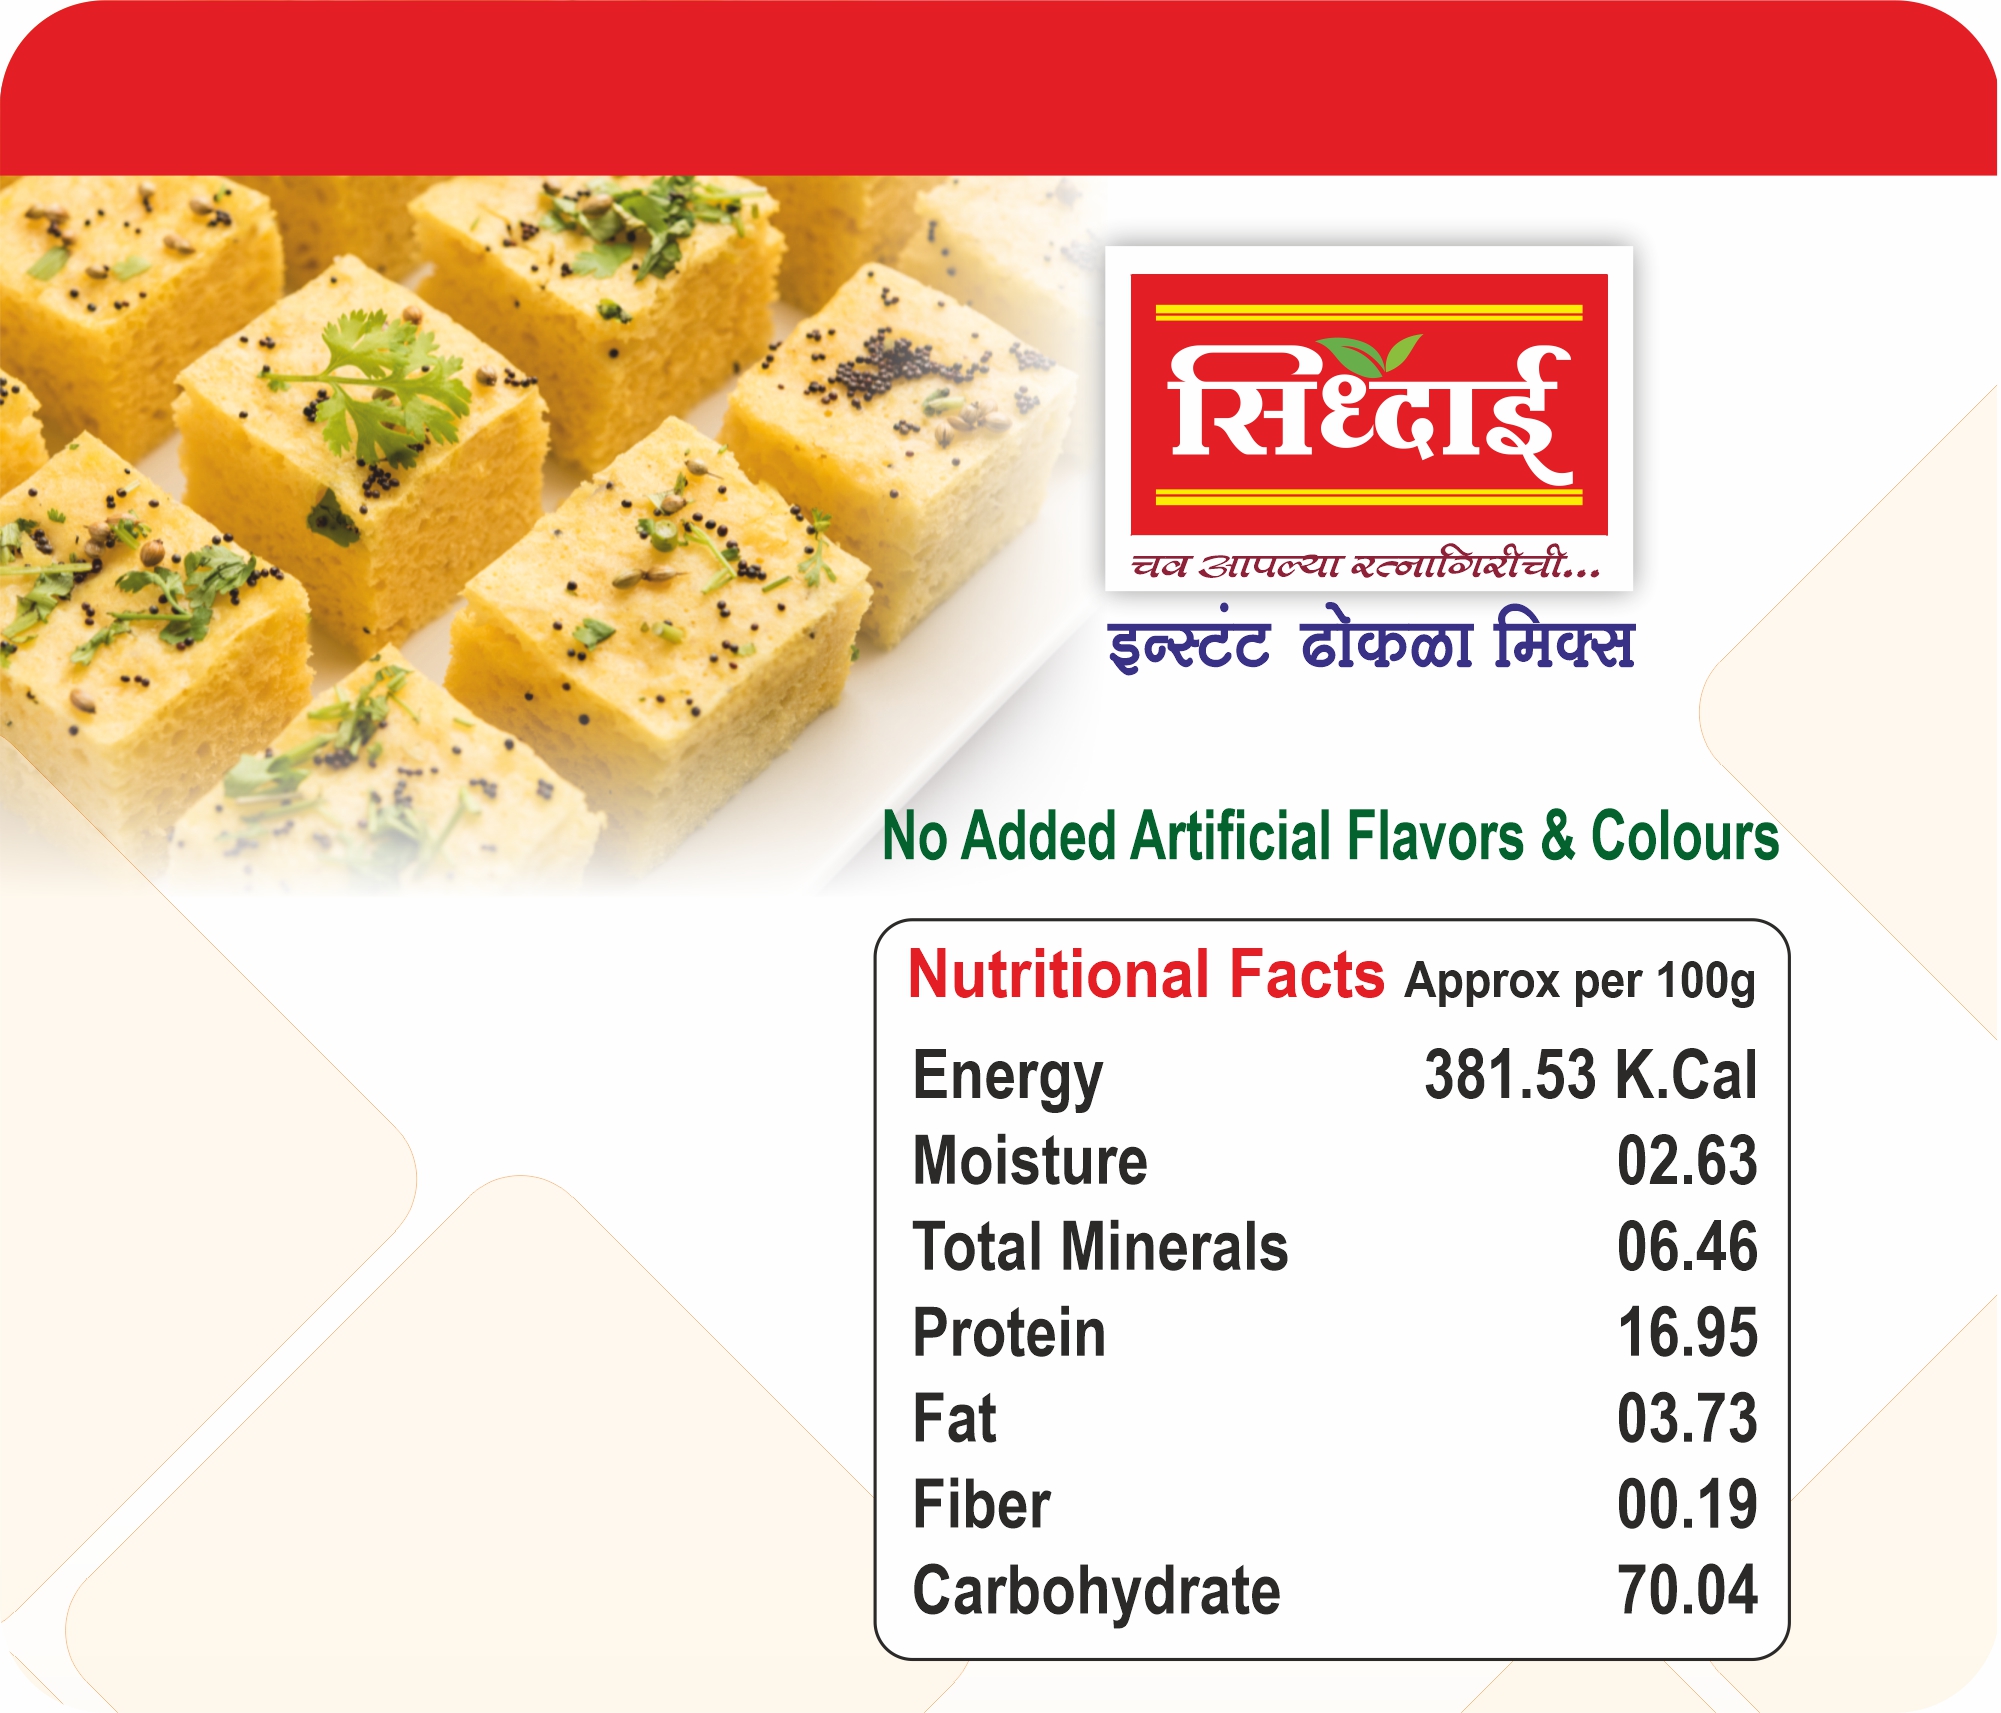 सिध्दाई
चव आपल्या रत्नागिरीची...
इन्स्टंट ढोकळा मिक्स
No Added Artificial Flavors & Colours
Nutritional Facts Approx per 100g
Energy 381.53 K.Cal
Moisture 02.63
Total Minerals 06.46
Protein 16.95
Fat 03.73
Fiber 00.19
Carbohydrate 70.04